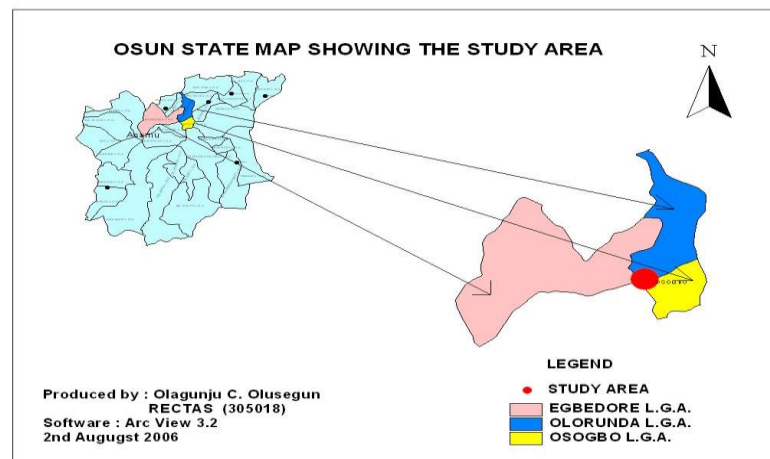 OSUN STATE MAP SHOWING THE STUDY AREA
N
LEGEND
STUDY AREA
EGBEDORE L.G.A.
OLORUNDA L.G.A.
OSOGBO L.G.A.
Produced by : Olagunju C. Olusegun
RECTAS (305018)
Software : Arc View 3.2
2nd Augugst 2006